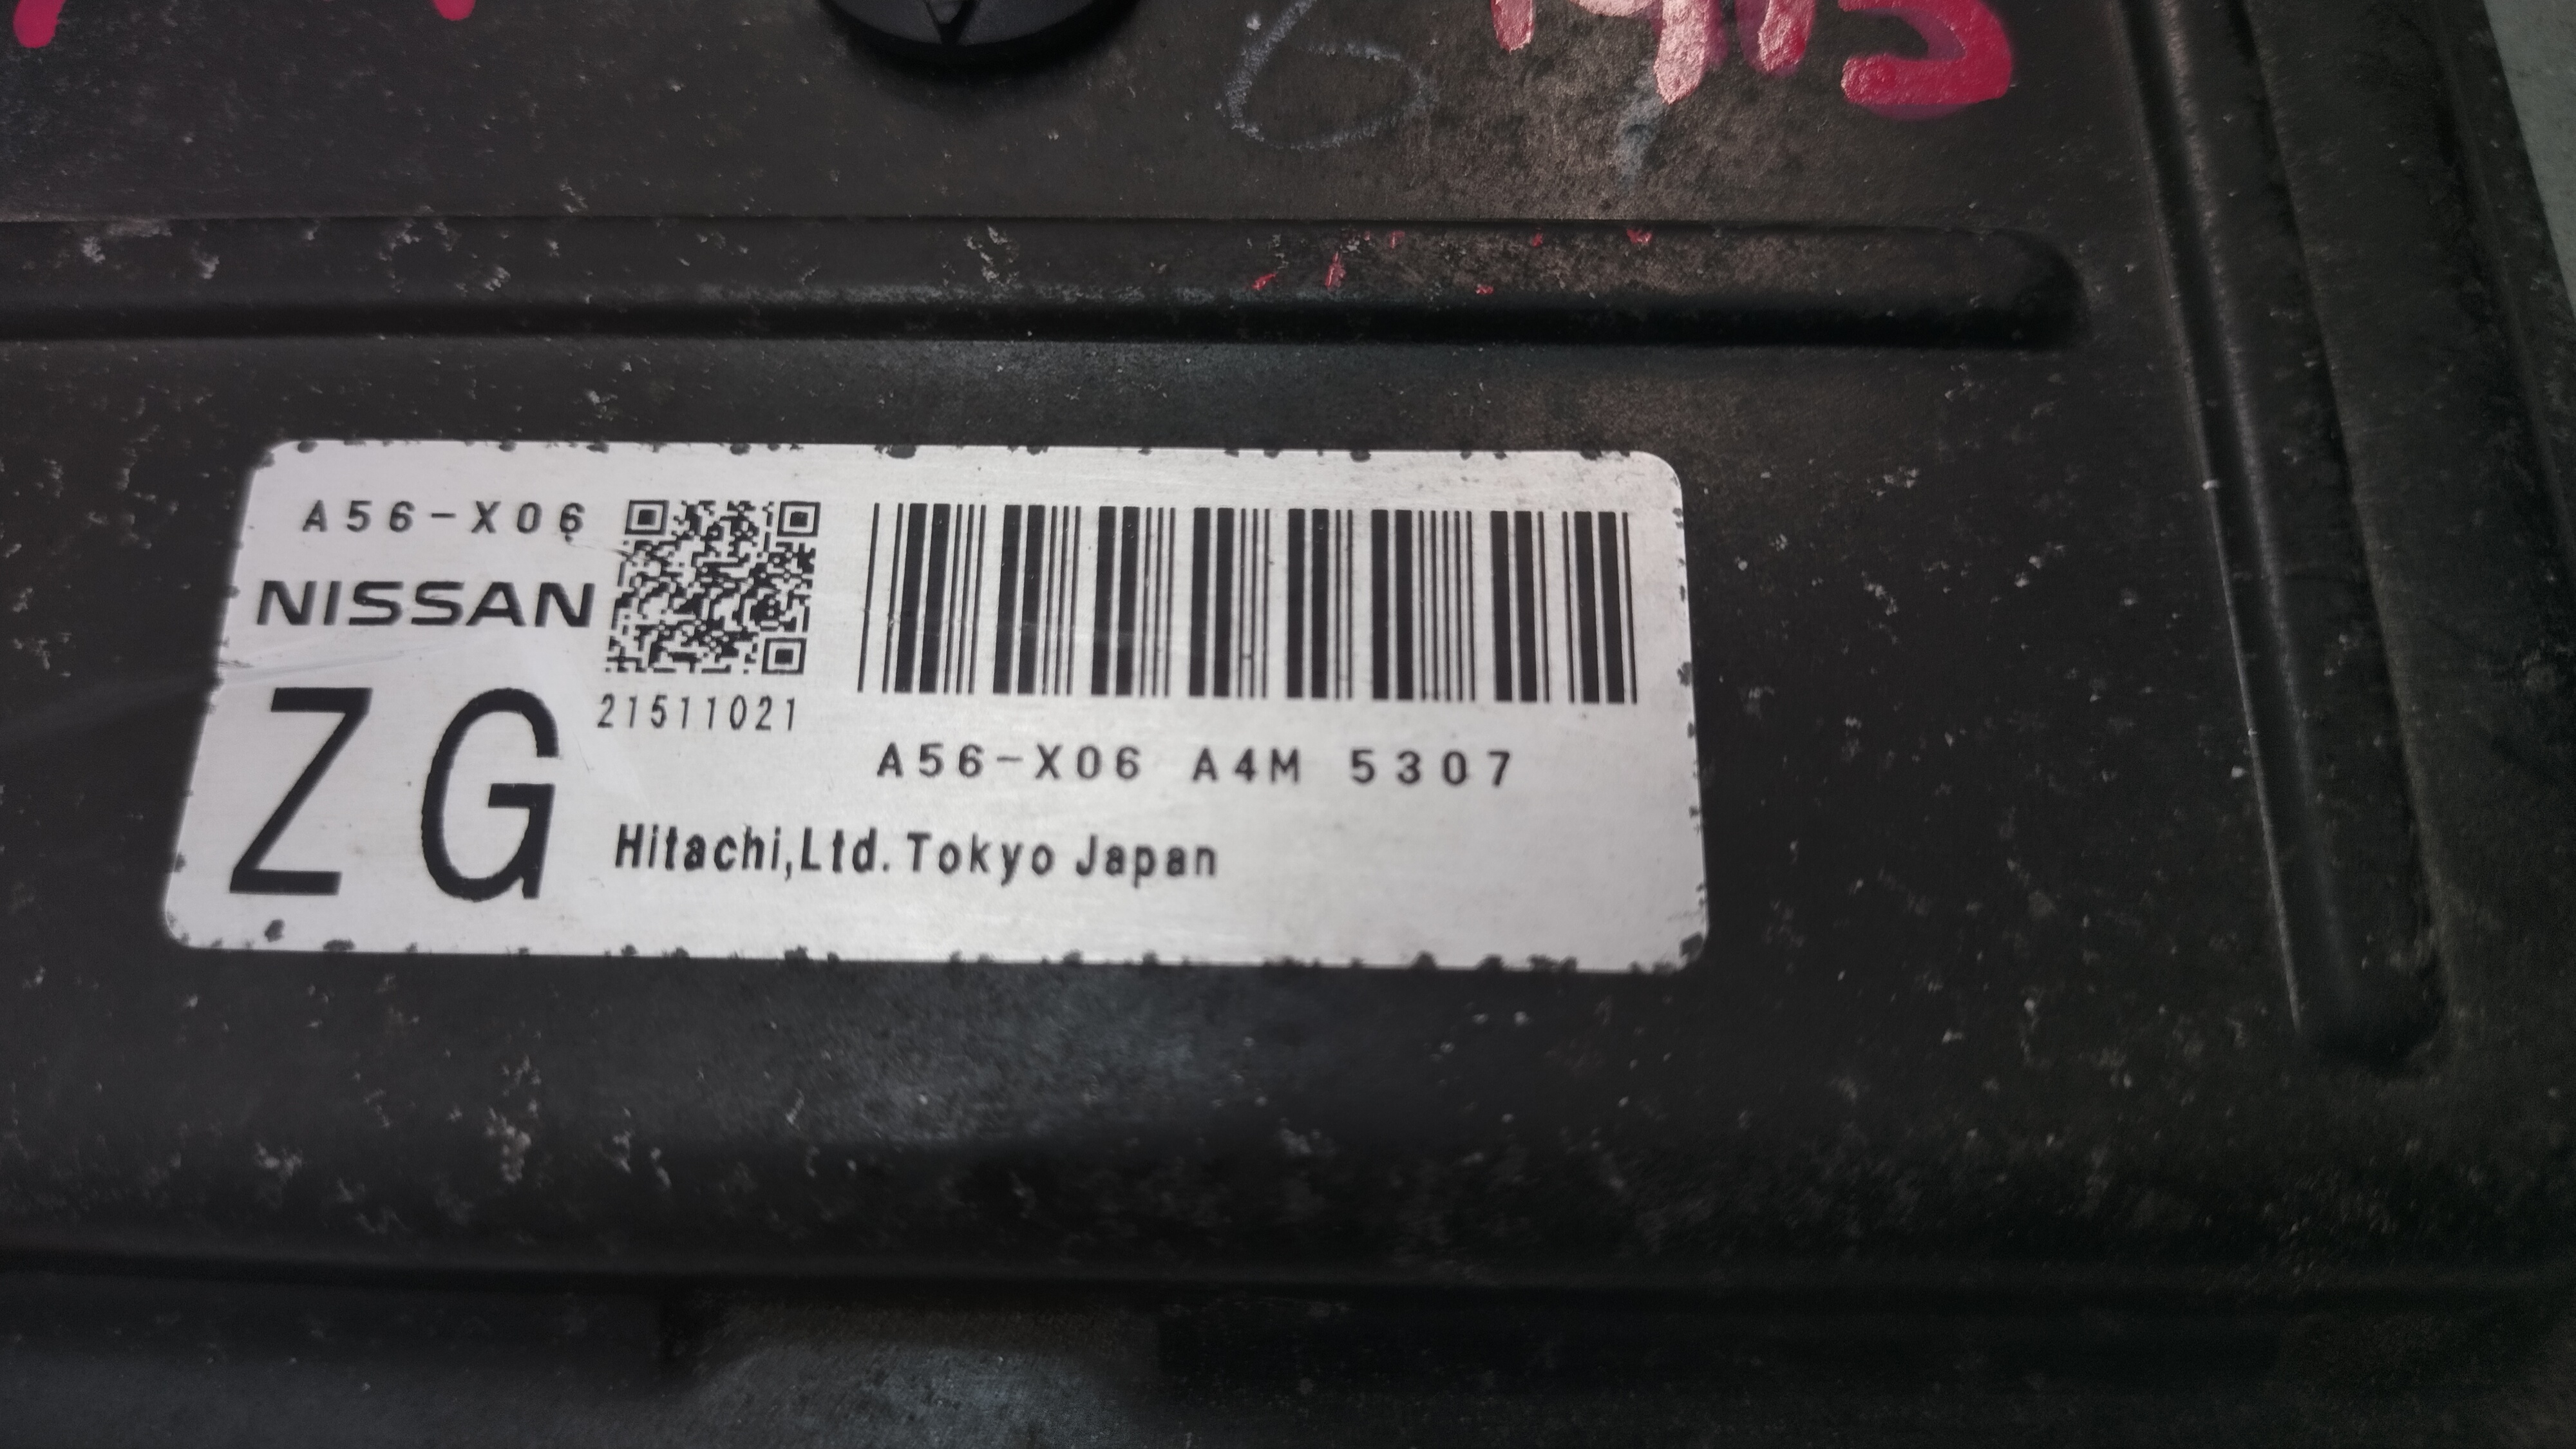 A56-X06
NISSAN
ZG
21511021
A56-X06 A4M 5307
Hitachi,Ltd. Tokyo Japan